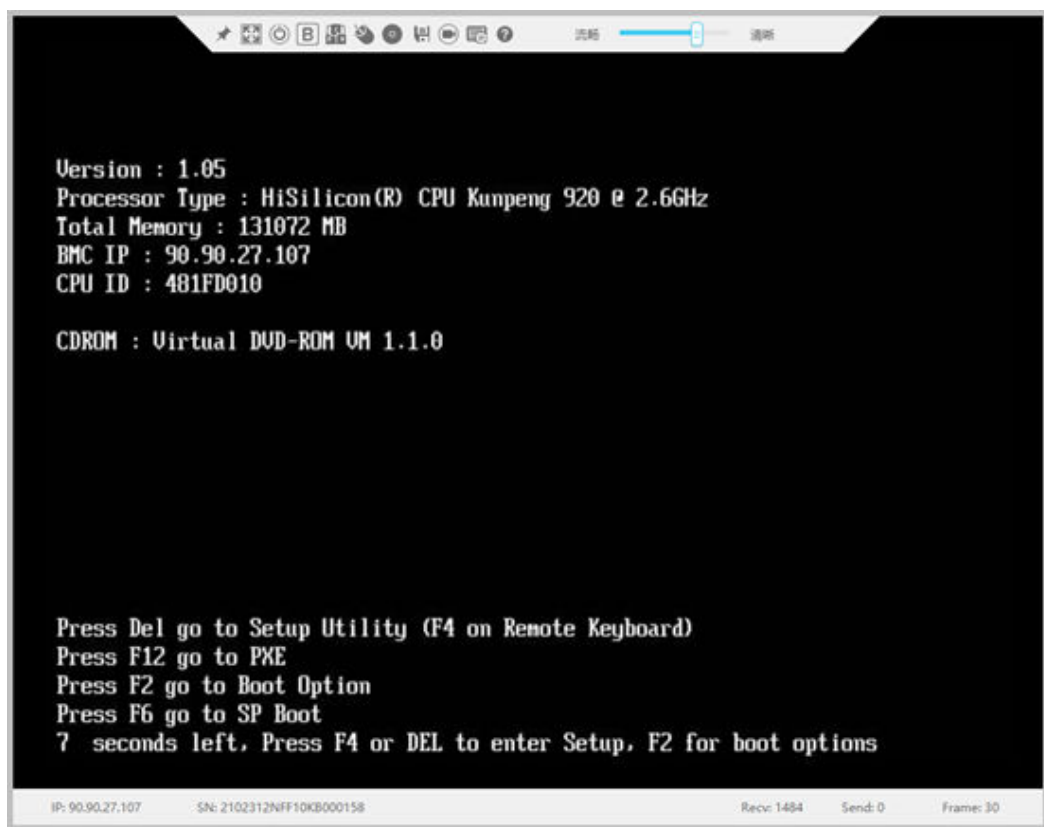 B
流畅 清晰
Version : 1.05
Processor Type : HiSilicon(R) CPU Kunpeng 920 @ 2.6GHz
Total Memory : 131072 MB
BMC IP : 90.90.27.107
CPU ID : 481FD010
CDROM : Virtual DVD-ROM VM 1.1.0
Press Del go to Setup Utility (F4 on Remote Keyboard)
Press F12 go to PXE
Press F2 go to Boot Option
Press F6 go to SP Boot
7 seconds left, Press F4 or DEL to enter Setup, F2 for boot options
IP: 90.90.27.107 SN: 2102312NFF10KB000158 Recv: 1484 Send: 0 Frame: 30